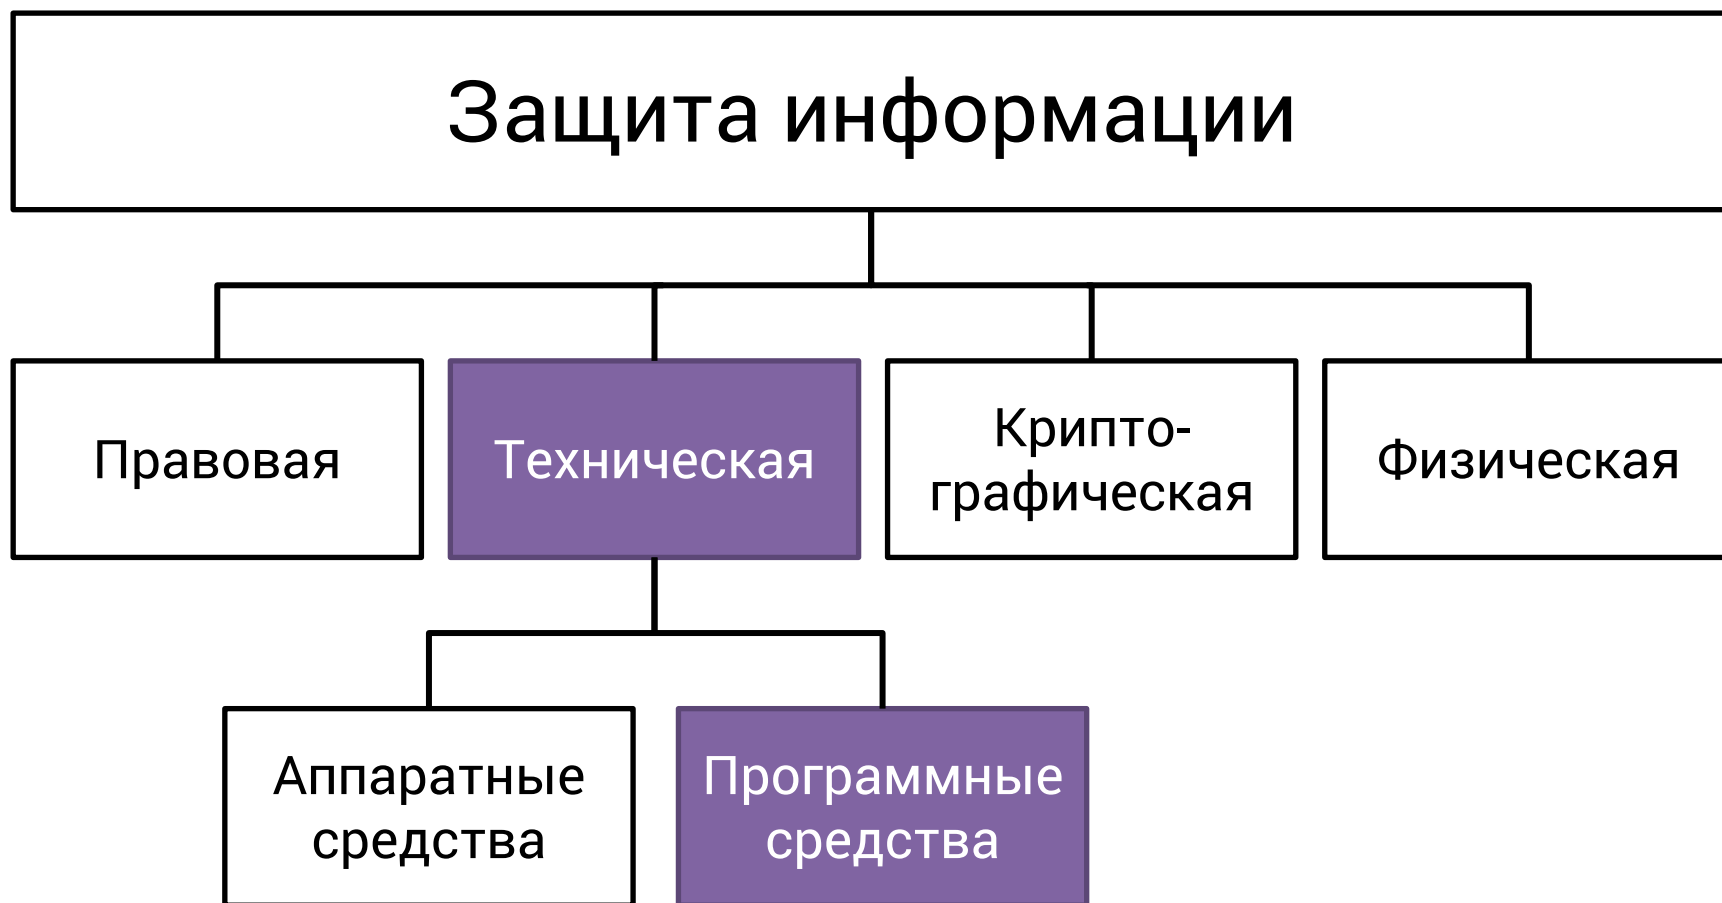 Защита информации
Правовая
Техническая
Крипто-
графическая
Физическая
Аппаратные
средства
Программные
средства